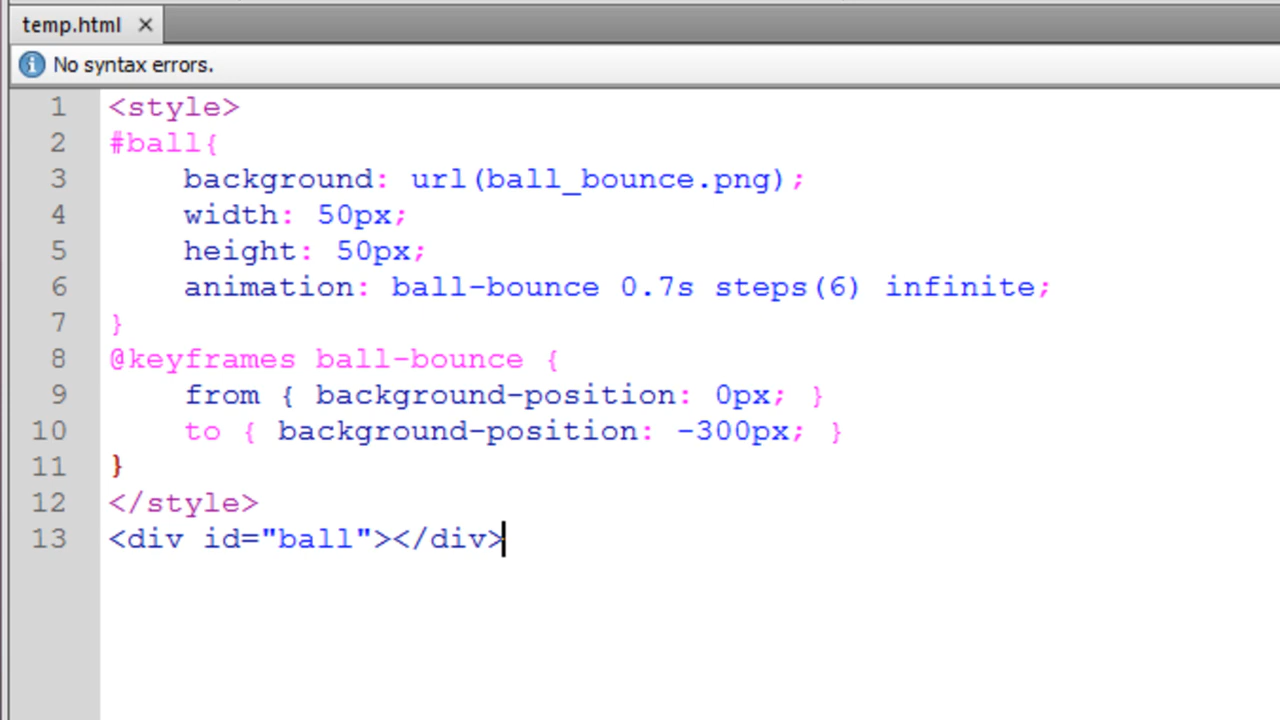 temp.html ×
No syntax errors.
1 <style>
2 #ball{
3     background: url(ball_bounce.png);
4     width: 50px;
5     height: 50px;
6     animation: ball-bounce 0.7s steps(6) infinite;
7 }
8 @keyframes ball-bounce {
9     from { background-position: 0px; }
10     to { background-position: -300px; }
11 }
12 </style>
13 <div id="ball"></div>